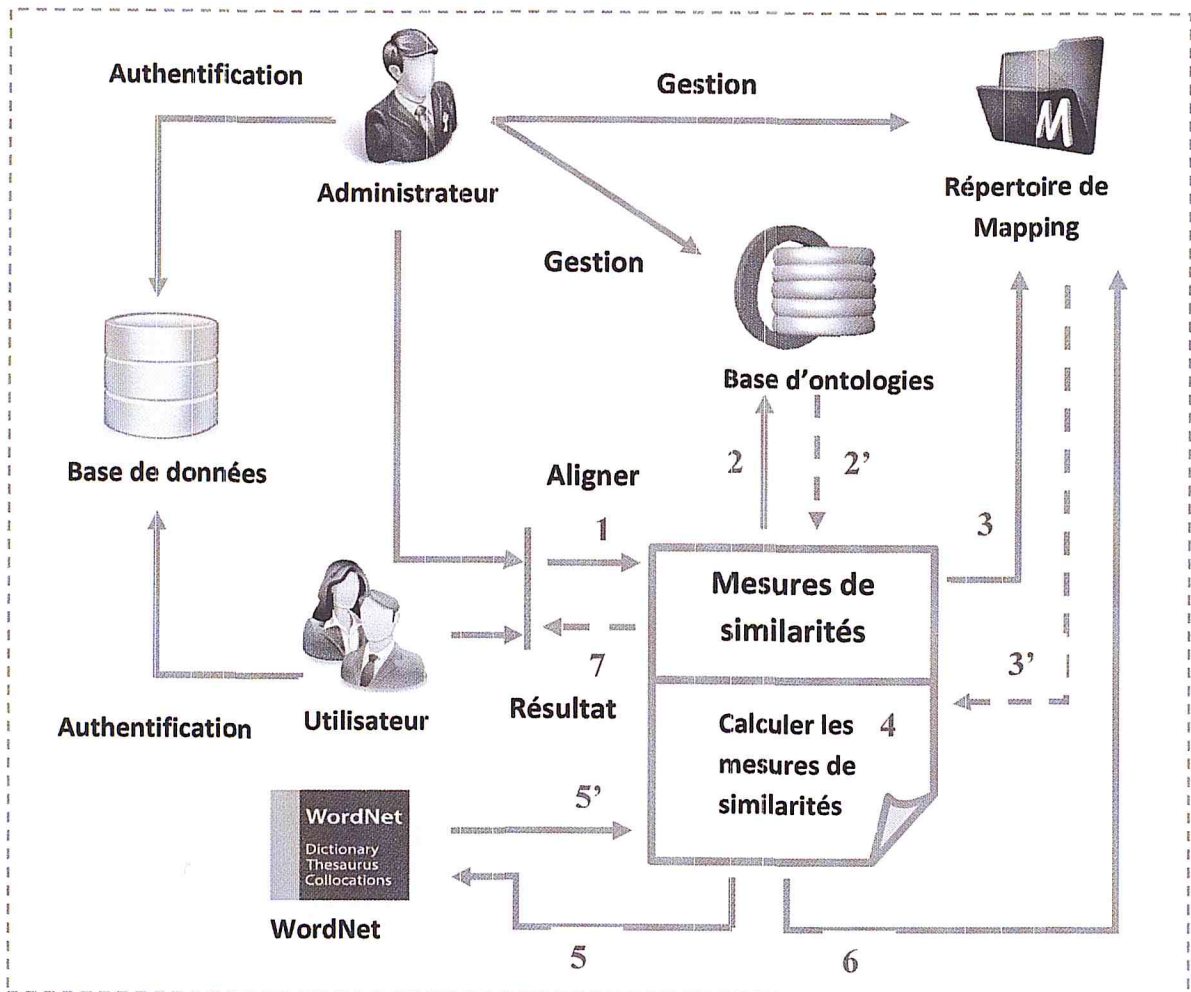 Authentification
Gestion
M
Administrateur
Répertoire de
Mapping
Gestion
Base d'ontologies
Base de données
2
2'
Aligner
1
3
Mesures de
similarités
7
3'
Authentification
Utilisateur
Résultat
Calculer les 4
mesures de
similarités
5'
WordNet
Dictionary
Thesaurus
Collocations
WordNet
5
6